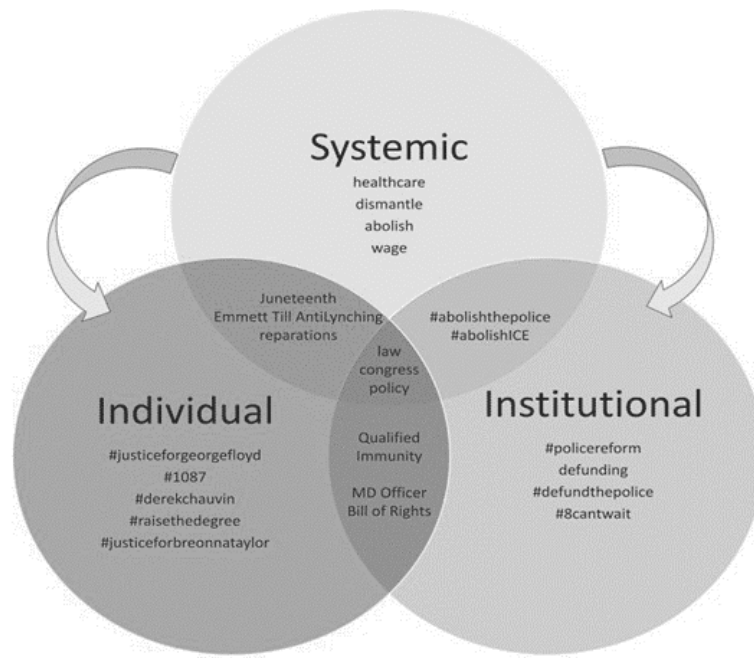 Systemic
healthcare
dismantle
abolish
wage
Juneteenth
Emmett Till AntiLynching
reparations
#abolishthepolice
#abolishICE
law
congress
policy
Individual
#justiceforgeorgefloyd
#1087
#derekchauvin
#raisethedegree
#justiceforbreonnataylor
Qualified
Immunity
MD Officer
Bill of Rights
Institutional
#policereform
defunding
#defundthepolice
#8cantwait